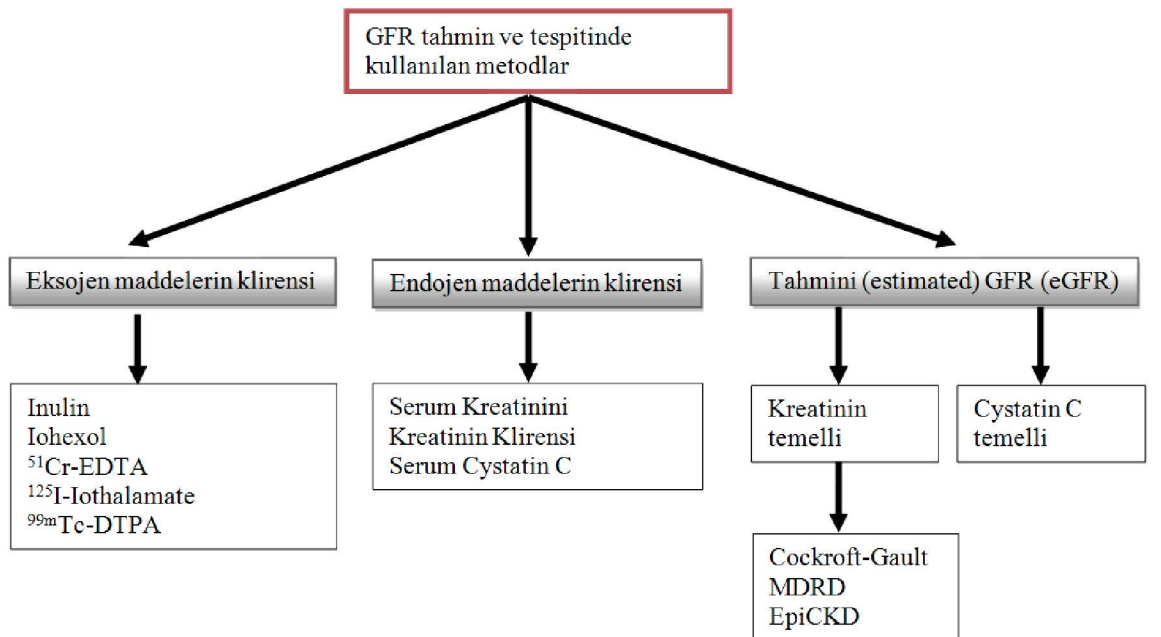 GFR tahmin ve tespitinde
kullanılan metodlar
Eksojen maddelerin klirensi
Endojen maddelerin klirensi
Tahmini (estimated) GFR (eGFR)
Inulin
Iohexol
⁵¹Cr-EDTA
¹²⁵I-Iothalamate
⁹⁹ᵐTc-DTPA
Serum Kreatinini
Kreatinin Klirensi
Serum Cystatin C
Kreatinin
temelli
Cystatin C
temelli
Cockroft-Gault
MDRD
EpiCKD